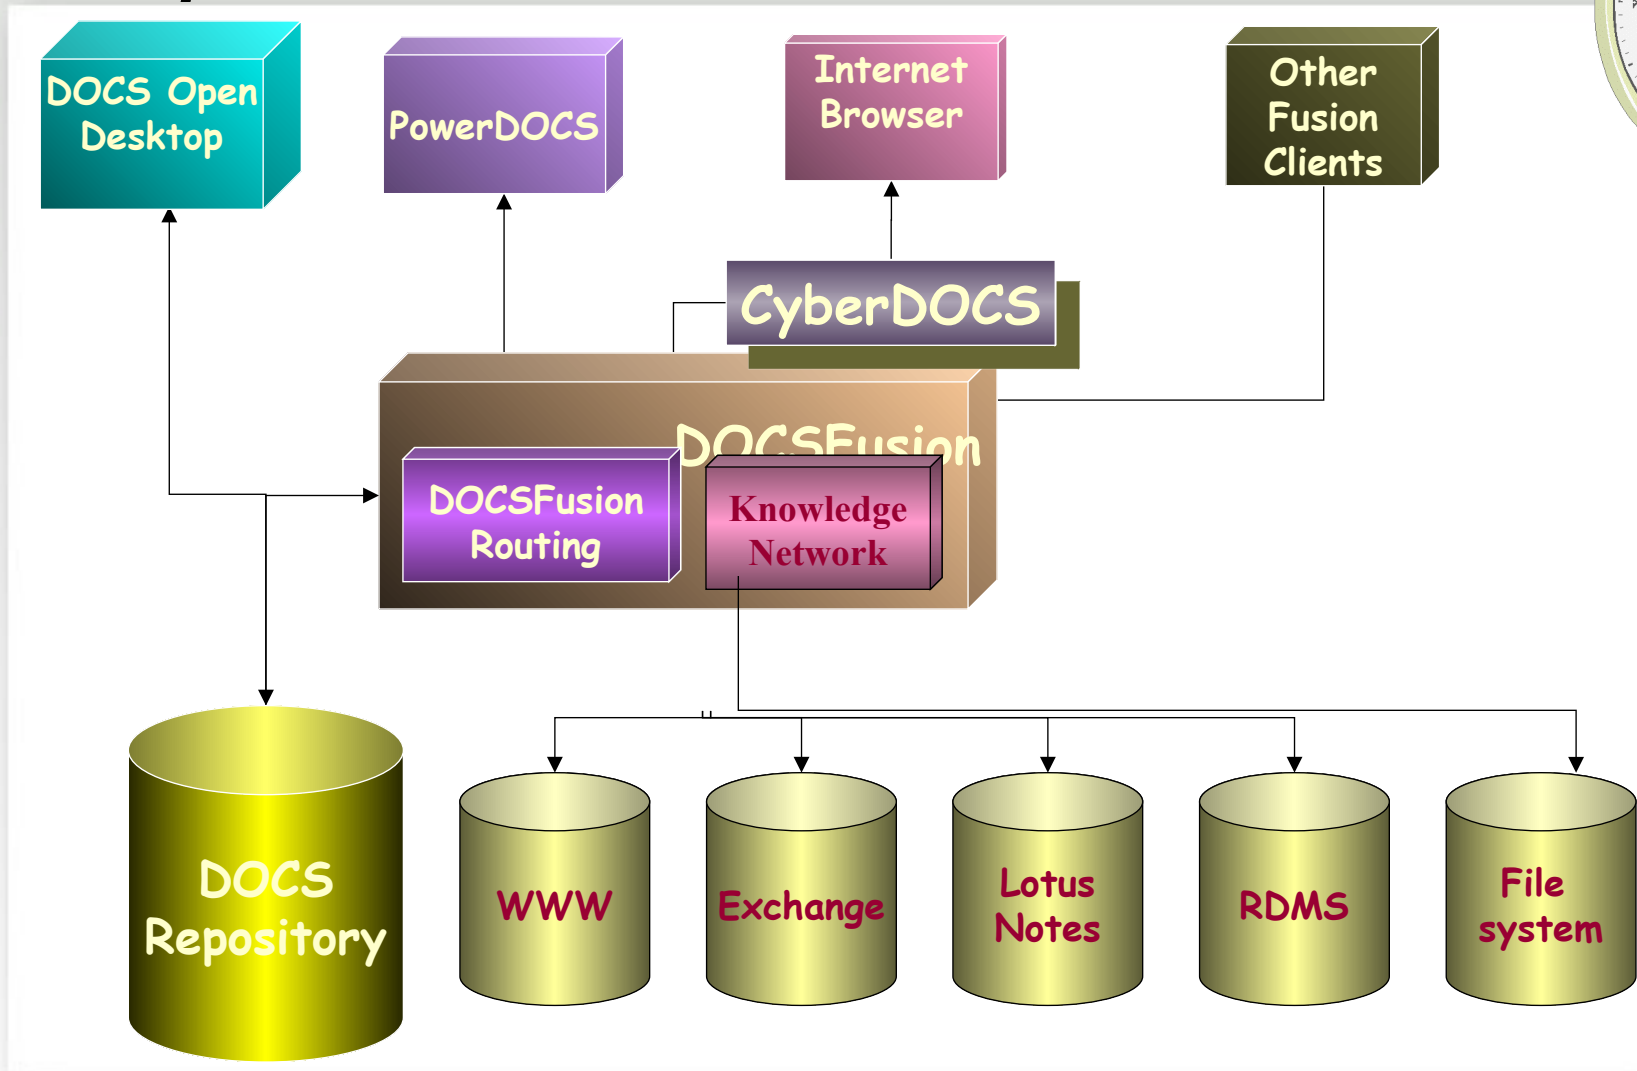 DOCS Open
Desktop
PowerDOCS
Internet
Browser
Other
Fusion
Clients
CyberDOCS
DOCSFusion
DOCSFusion
Routing
Knowledge
Network
DOCS
Repository
WWW
Exchange
Lotus
Notes
RDMS
File
system